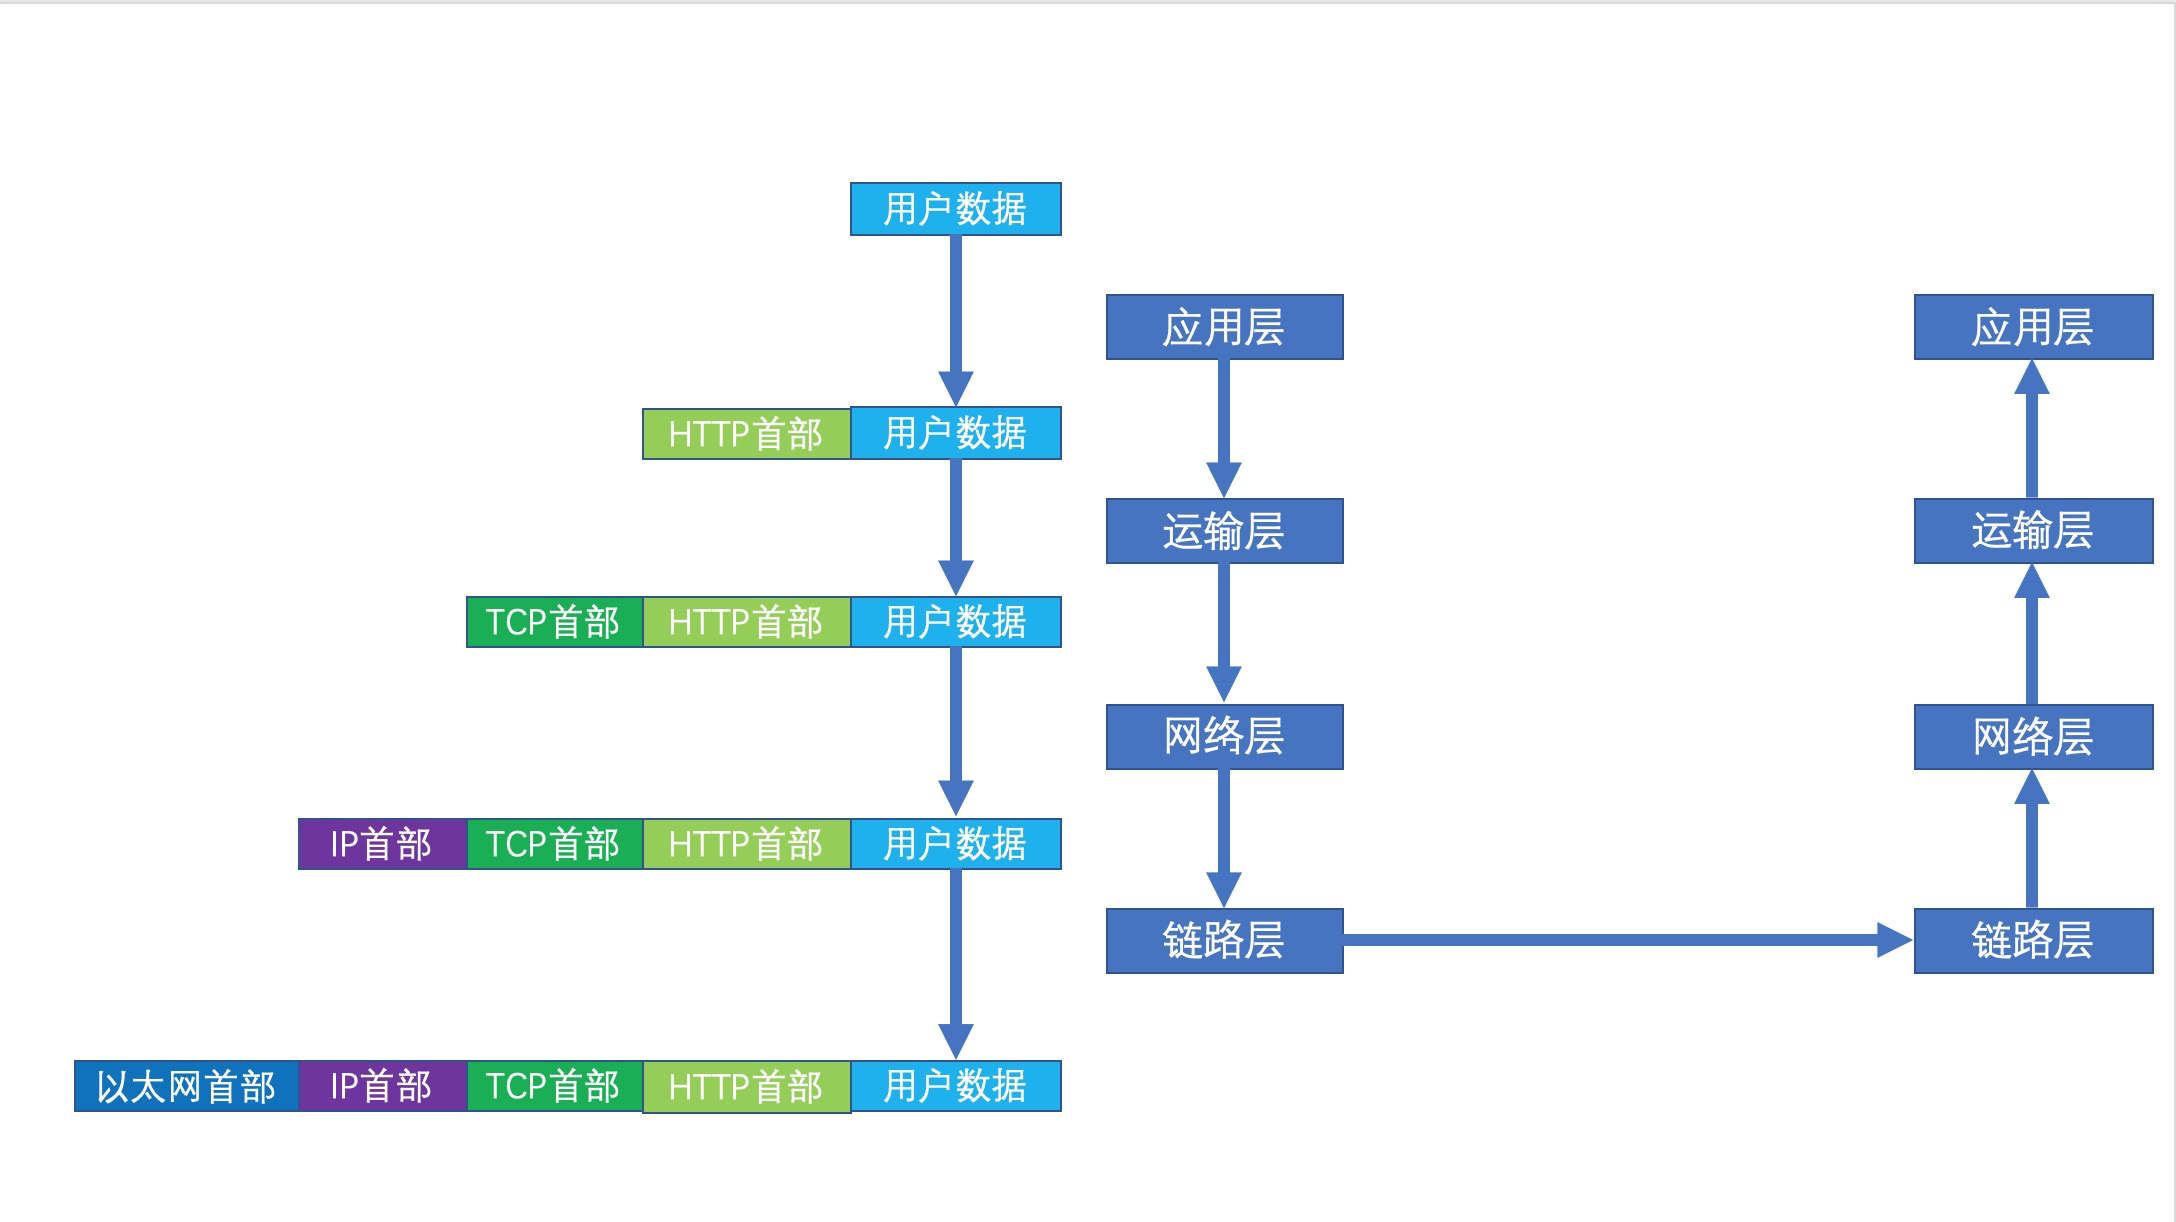 用户数据
应用层
应用层
HTTP首部
用户数据
运输层
运输层
TCP首部
HTTP首部
用户数据
网络层
网络层
IP首部
TCP首部
HTTP首部
用户数据
链路层
链路层
以太网首部
IP首部
TCP首部
HTTP首部
用户数据